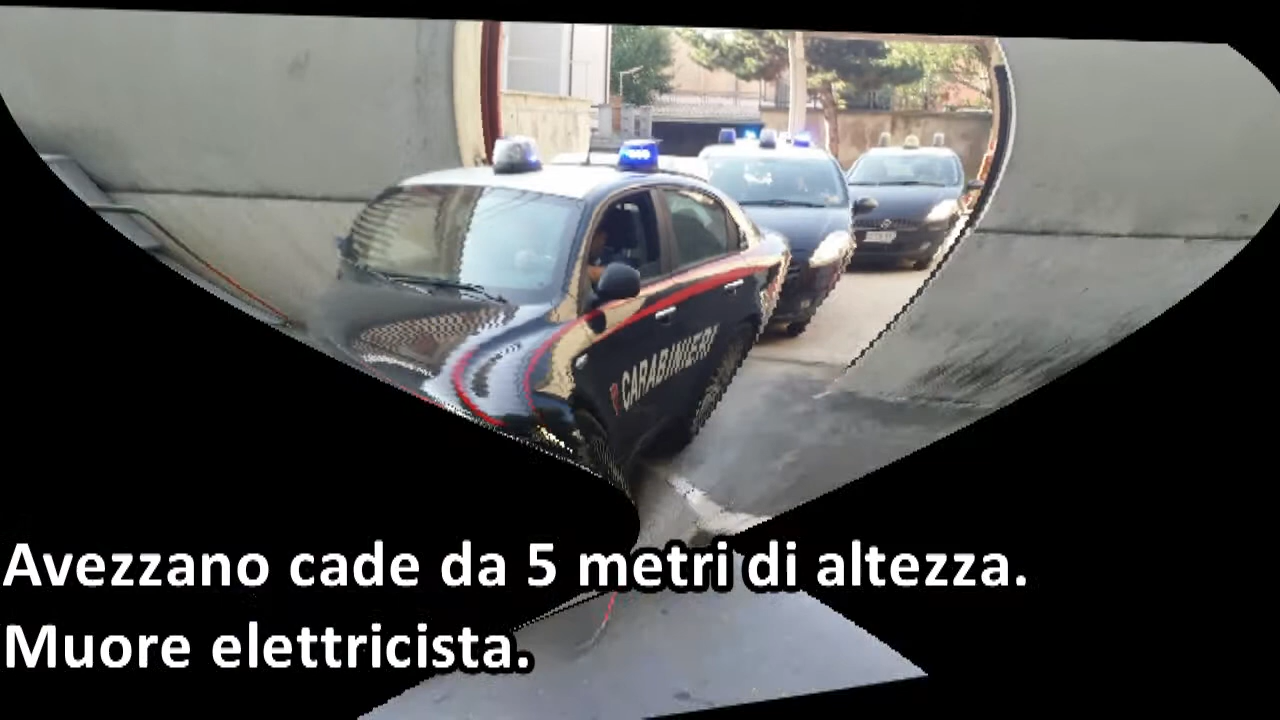 CARABINIERI
Avezzano cade da 5 metri di altezza.
Muore elettricista.